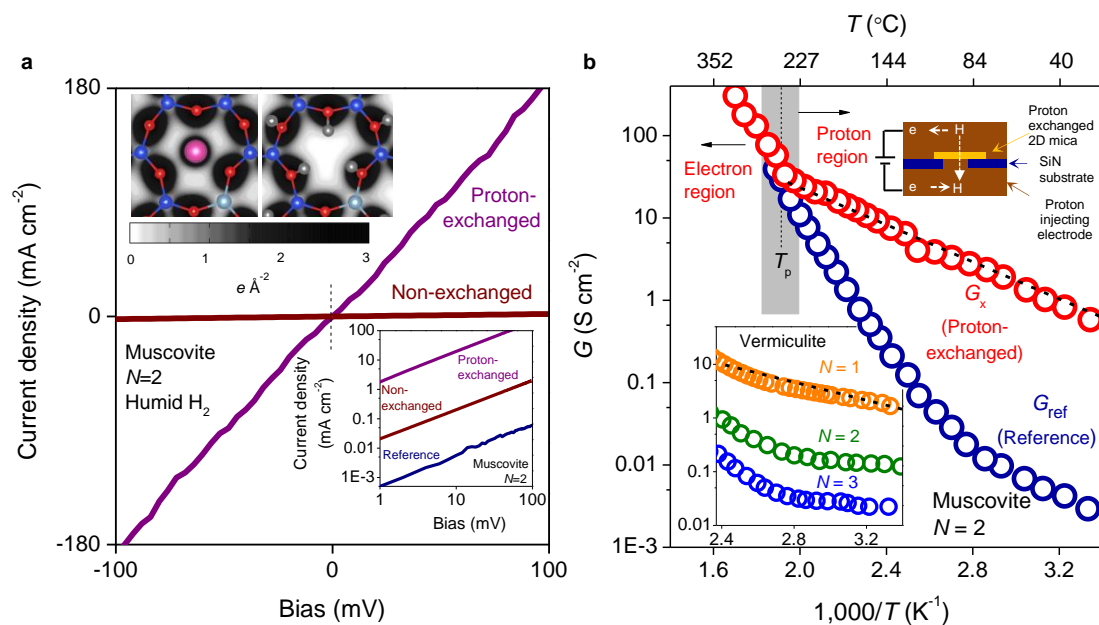 a
180
0
-180
Current density (mA cm-2)
-100
0
100
Bias (mV)
0 1 2 3
e Å-2
Proton-
exchanged
Non-exchanged
Muscovite
N=2
Humid H2
Current density
(mA cm-2)
100
10
1
0.1
0.01
1E-3
Proton-
exchanged
Non-
exchanged
Reference
Muscovite
N=2
1 10 100
Bias (mV)
b
T (°C)
352 227 144 84 40
G (S cm-2)
100
10
1
0.1
0.01
1E-3
1.6 2.0 2.4 2.8 3.2
1,000/T (K-1)
Electron
region
Proton
region
Tp
e H
e H
Proton
exchanged
2D mica
SiN
substrate
Proton
injecting
electrode
Gx
(Proton-
exchanged)
Gref
(Reference)
Muscovite
N = 2
Vermiculite
10
1
0.1
0.01
N = 1
N = 2
N = 3
2.4 2.8 3.2